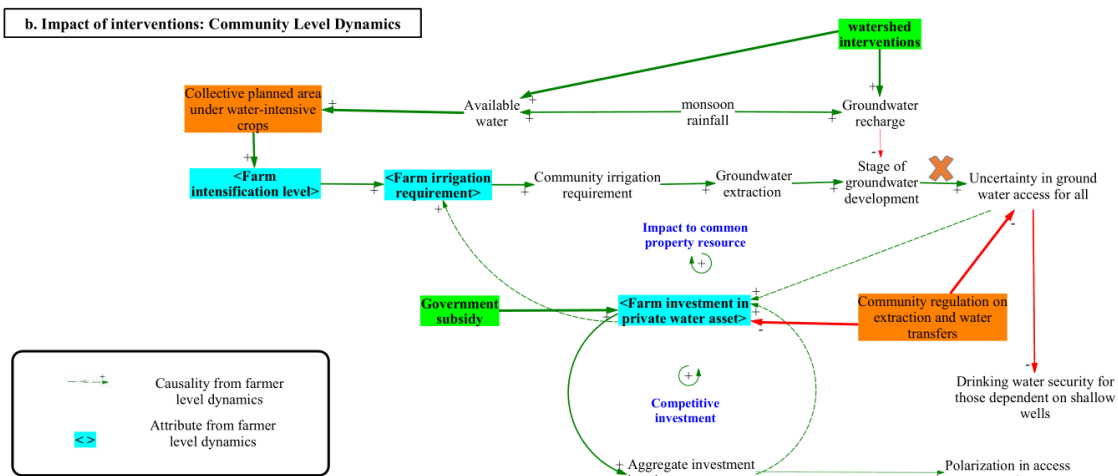 b. Impact of interventions: Community Level Dynamics
watershed
interventions
Collective planned area
under water-intensive
crops
Available
water
monsoon
rainfall
Groundwater
recharge
<Farm
intensification level>
<Farm irrigation
requirement>
Community irrigation
requirement
Groundwater
extraction
Stage of
groundwater
development
Uncertainty in ground
water access for all
Impact to common
property resource
Government
subsidy
<Farm investment in
private water asset>
Community regulation on
extraction and water
transfers
Competitive
investment
Drinking water security for
those dependent on shallow
wells
Causality from farmer
level dynamics
< >
Attribute from farmer
level dynamics
Aggregate investment
Polarization in access